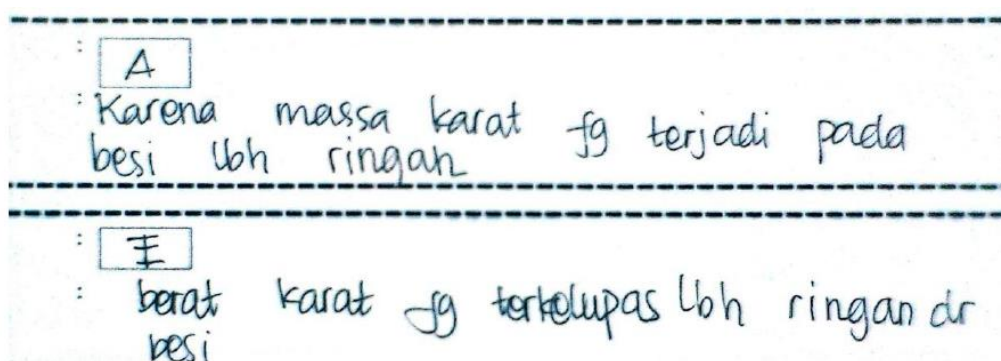 : A
: Karena massa karat yg terjadi pada
besi lbh ringan
: E
: berat karat yg terkelupas lbh ringan dr
besi